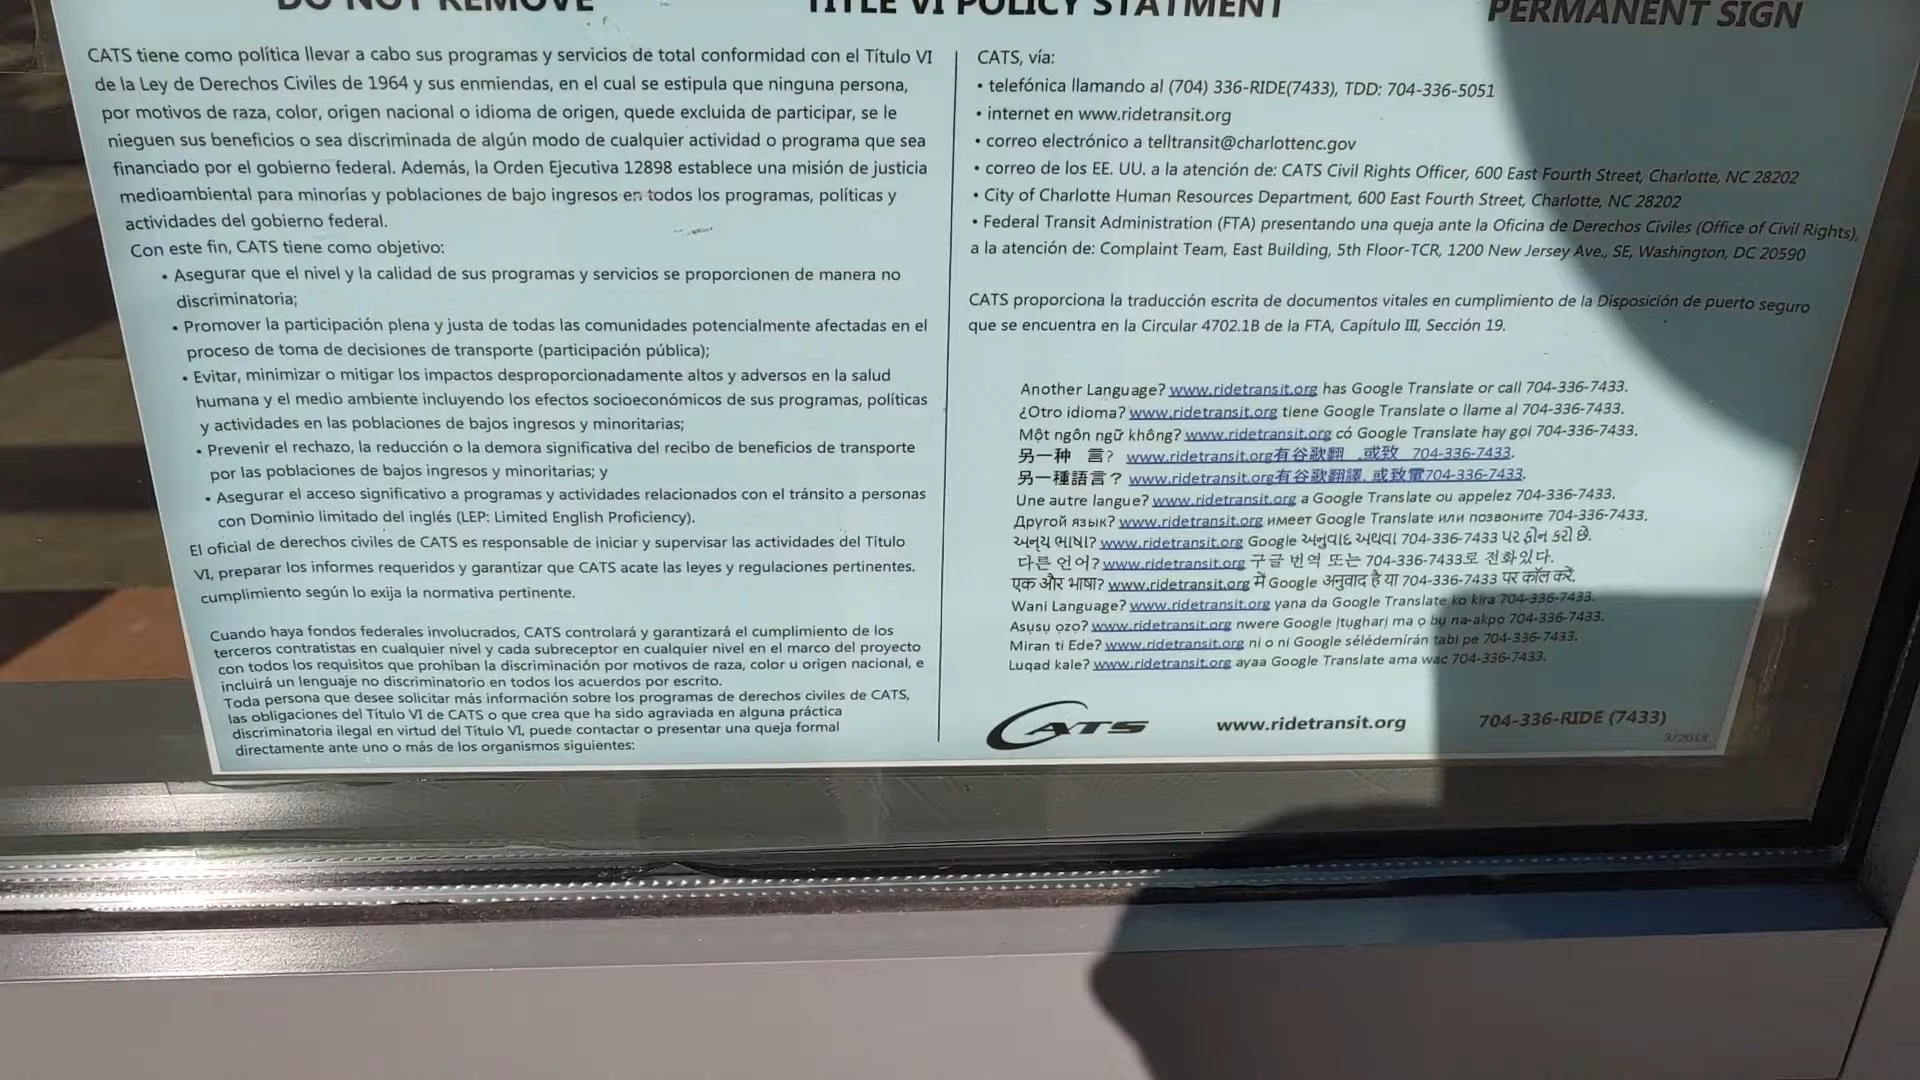 DO NOT REMOVE
TITLE VI POLICY STATMENT
PERMANENT SIGN
CATS tiene como política llevar a cabo sus programas y servicios de total conformidad con el Título VI
de la Ley de Derechos Civiles de 1964 y sus enmiendas, en el cual se estipula que ninguna persona,
por motivos de raza, color, origen nacional o idioma de origen, quede excluida de participar, se le
nieguen sus beneficios o sea discriminada de algún modo de cualquier actividad o programa que sea
financiado por el gobierno federal. Además, la Orden Ejecutiva 12898 establece una misión de justicia
medioambiental para minorías y poblaciones de bajo ingresos en todos los programas, políticas y
actividades del gobierno federal.
Con este fin, CATS tiene como objetivo:
• Asegurar que el nivel y la calidad de sus programas y servicios se proporcionen de manera no
discriminatoria;
• Promover la participación plena y justa de todas las comunidades potencialmente afectadas en el
proceso de toma de decisiones de transporte (participación pública);
• Evitar, minimizar o mitigar los impactos desproporcionadamente altos y adversos en la salud
humana y el medio ambiente incluyendo los efectos socioeconómicos de sus programas, políticas
y actividades en las poblaciones de bajos ingresos y minoritarias;
• Prevenir el rechazo, la reducción o la demora significativa del recibo de beneficios de transporte
por las poblaciones de bajos ingresos y minoritarias; y
• Asegurar el acceso significativo a programas y actividades relacionados con el tránsito a personas
con Dominio limitado del inglés (LEP: Limited English Proficiency).
El oficial de derechos civiles de CATS es responsable de iniciar y supervisar las actividades del Título
VI, preparar los informes requeridos y garantizar que CATS acate las leyes y regulaciones pertinentes.
cumplimiento según lo exija la normativa pertinente.
Cuando haya fondos federales involucrados, CATS controlará y garantizará el cumplimiento de los
terceros contratistas en cualquier nivel y cada subreceptor en cualquier nivel en el marco del proyecto
con todos los requisitos que prohíban la discriminación por motivos de raza, color u origen nacional, e
incluirá un lenguaje no discriminatorio en todos los acuerdos por escrito.
Toda persona que desee solicitar más información sobre los programas de derechos civiles de CATS,
las obligaciones del Título VI de CATS o que crea que ha sido agraviada en alguna práctica
discriminatoria ilegal en virtud del Título VI, puede contactar o presentar una queja formal
directamente ante uno o más de los organismos siguientes:
CATS, vía:
• telefónica llamando al (704) 336-RIDE(7433), TDD: 704-336-5051
• internet en www.ridetransit.org
• correo electrónico a telltransit@charlottenc.gov
• correo de los EE. UU. a la atención de: CATS Civil Rights Officer, 600 East Fourth Street, Charlotte, NC 28202
• City of Charlotte Human Resources Department, 600 East Fourth Street, Charlotte, NC 28202
• Federal Transit Administration (FTA) presentando una queja ante la Oficina de Derechos Civiles (Office of Civil Rights),
a la atención de: Complaint Team, East Building, 5th Floor-TCR, 1200 New Jersey Ave., SE, Washington, DC 20590
CATS proporciona la traducción escrita de documentos vitales en cumplimiento de la Disposición de puerto seguro
que se encuentra en la Circular 4702.1B de la FTA, Capítulo III, Sección 19.
Another Language? www.ridetransit.org has Google Translate or call 704-336-7433.
¿Otro idioma? www.ridetransit.org tiene Google Translate o llame al 704-336-7433.
Một ngôn ngữ không? www.ridetransit.org có Google Translate hay gọi 704-336-7433.
另一种 言? www.ridetransit.org有谷歌翻 ,或致 704-336-7433.
另一種語言? www.ridetransit.org有谷歌翻譯, 或致電704-336-7433.
Une autre langue? www.ridetransit.org a Google Translate ou appelez 704-336-7433.
Другой язык? www.ridetransit.org имеет Google Translate или позвоните 704-336-7433.
અન્ય ભાષા? www.ridetransit.org Google અનુવાદ અથવા 704-336-7433 પર ફોન કરો છે.
다른 언어? www.ridetransit.org 구글 번역 또는 704-336-7433로 전화있다.
एक और भाषा? www.ridetransit.org में Google अनुवाद है या 704-336-7433 पर कॉल करें.
Wani Language? www.ridetransit.org yana da Google Translate ko kira 704-336-7433.
Asụsụ ọzọ? www.ridetransit.org nwere Google Ịtụgharị ma ọ bụ na-akpọ 704-336-7433.
Miran ti Ede? www.ridetransit.org ni o ni Google sélédemírán tabi pe 704-336-7433.
Luqad kale? www.ridetransit.org ayaa Google Translate ama wac 704-336-7433.
CATS
www.ridetransit.org
704-336-RIDE (7433)